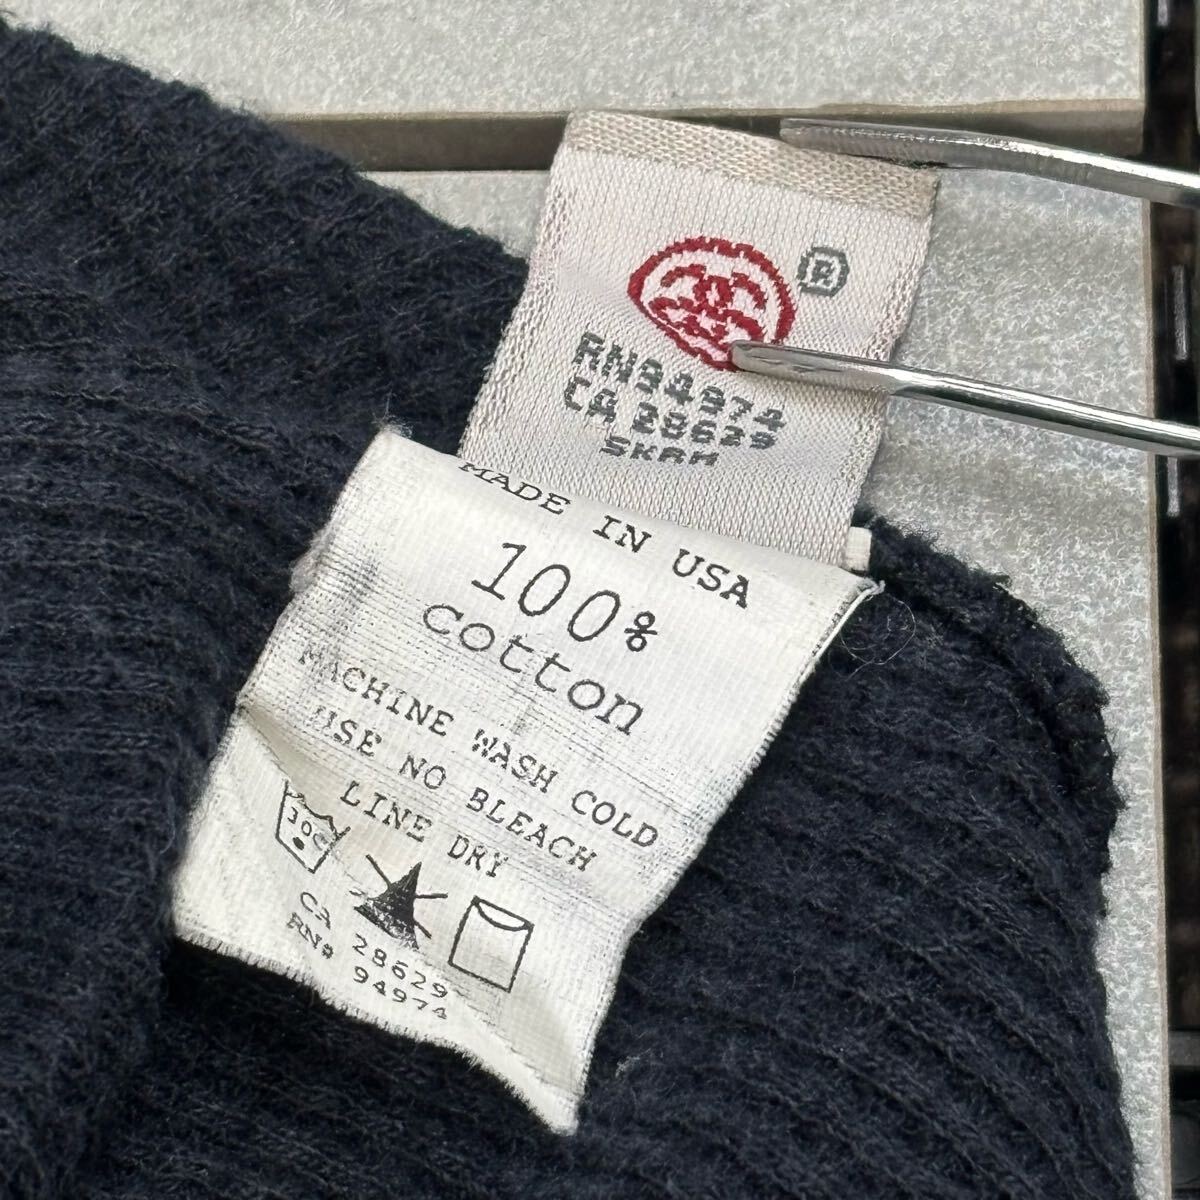 ®
RN94974
CA 28629
MADE IN USA
100%
cotton
MACHINE WASH COLD
USE NO BLEACH
LINE DRY
CA 28629
RN# 94974